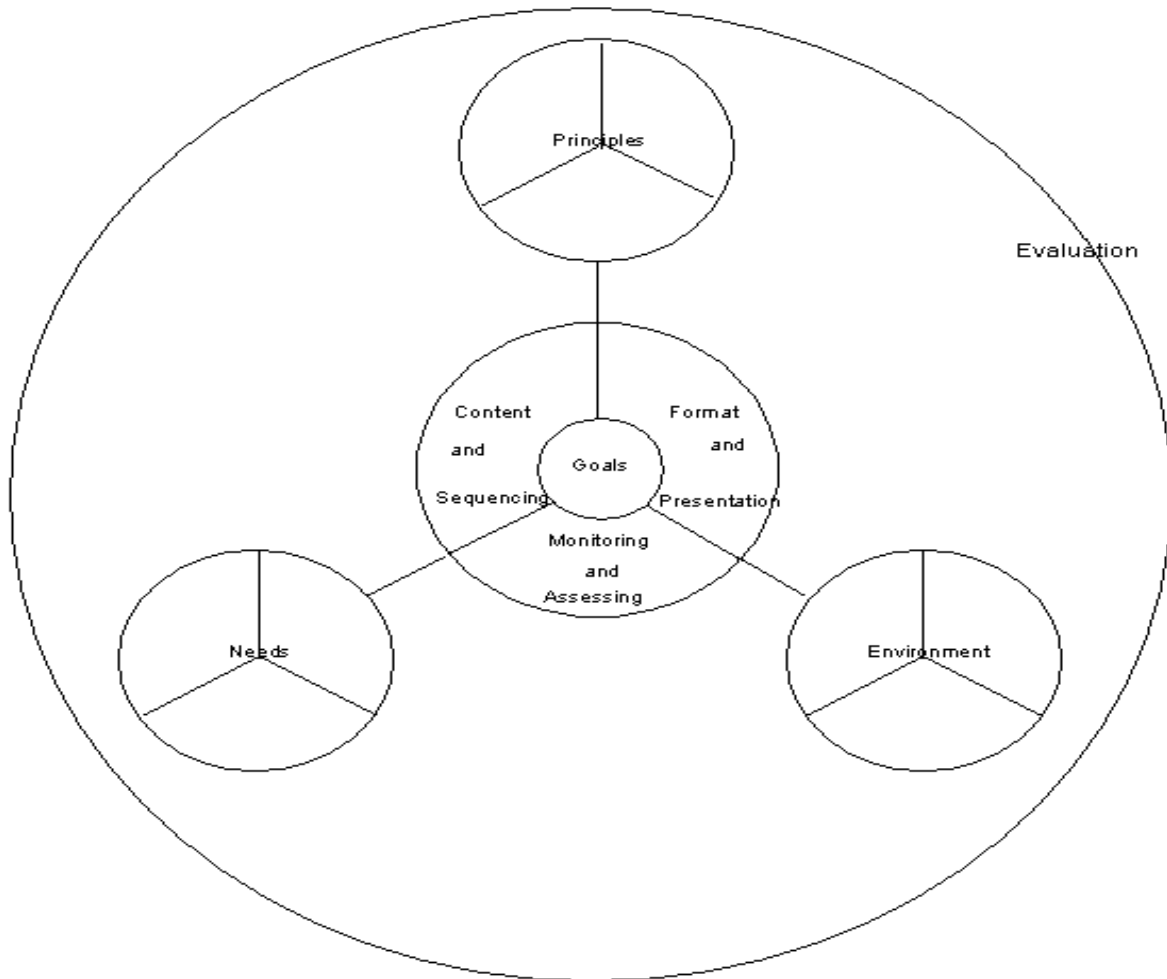 Principles
Evaluation
Content
and
Sequencing
Goals
Format
and
Presentation
Monitoring
and
Assessing
Needs
Environment